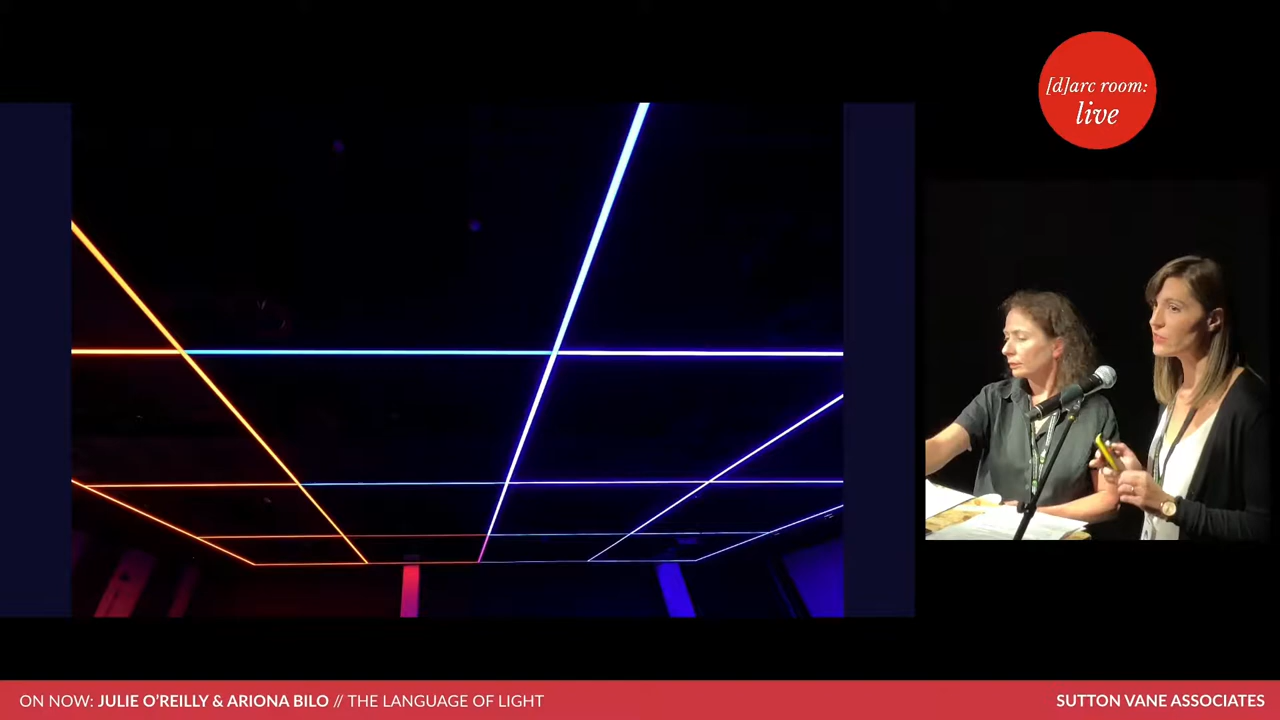 [d]arc room:
live
ON NOW: JULIE O'REILLY & ARIONA BILO // THE LANGUAGE OF LIGHT
SUTTON VANE ASSOCIATES